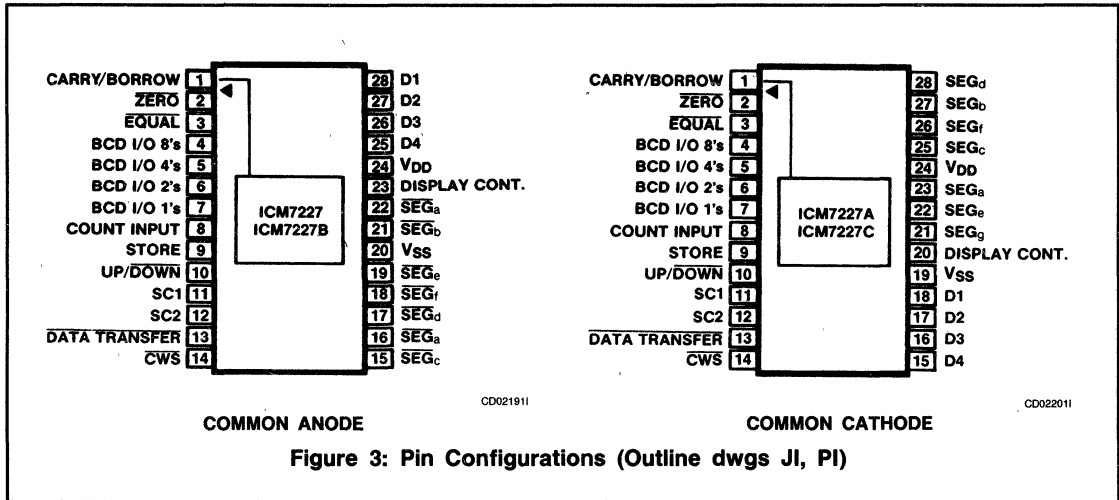 CARRY/BORROW 1
ZERO 2
EQUAL 3
BCD I/O 8's 4
BCD I/O 4's 5
BCD I/O 2's 6
BCD I/O 1's 7
COUNT INPUT 8
STORE 9
UP/DOWN 10
SC1 11
SC2 12
DATA TRANSFER 13
CWS 14
ICM7227
ICM7227B
28 D1
27 D2
26 D3
25 D4
24 VDD
23 DISPLAY CONT.
22 SEGa
21 SEGb
20 VSS
19 SEGe
18 SEGf
17 SEGd
16 SEGa
15 SEGc
CD02191I
COMMON ANODE
CARRY/BORROW 1
ZERO 2
EQUAL 3
BCD I/O 8's 4
BCD I/O 4's 5
BCD I/O 2's 6
BCD I/O 1's 7
COUNT INPUT 8
STORE 9
UP/DOWN 10
SC1 11
SC2 12
DATA TRANSFER 13
CWS 14
ICM7227A
ICM7227C
28 SEGd
27 SEGb
26 SEGf
25 SEGc
24 VDD
23 SEGa
22 SEGe
21 SEGg
20 DISPLAY CONT.
19 VSS
18 D1
17 D2
16 D3
15 D4
CD02201I
COMMON CATHODE
Figure 3: Pin Configurations (Outline dwgs JI, PI)